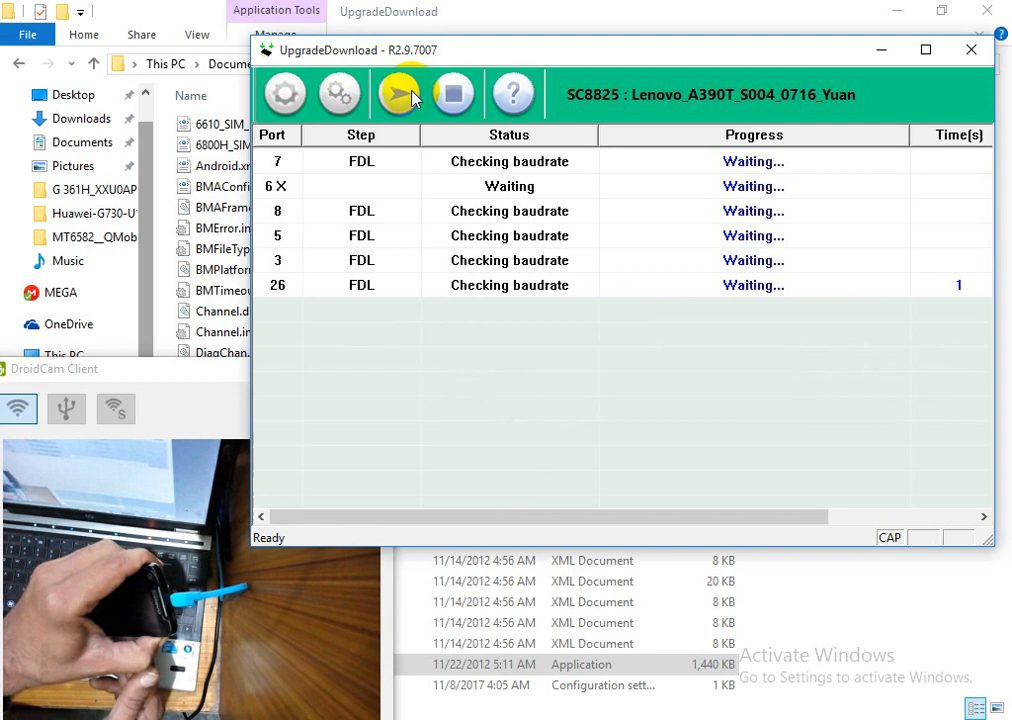 Application Tools
UpgradeDownload
File Home Share View Manage
This PC Docume
UpgradeDownload - R2.9.7007
SC8825 : Lenovo_A390T_S004_0716_Yuan
Port Step Status Progress Time(s)
7 FDL Checking baudrate Waiting...
6 X Waiting Waiting...
8 FDL Checking baudrate Waiting...
5 FDL Checking baudrate Waiting...
3 FDL Checking baudrate Waiting...
26 FDL Checking baudrate Waiting... 1
Ready CAP
Desktop
Downloads
Documents
Pictures
G 361H_XXU0AP
Huawei-G730-U
MT6582__QMob
Music
MEGA
OneDrive
This PC
Name
6610_SIM_
6800H_SIM
Android.xm
BMAConfi
BMAFrame
BMError.in
BMFileTyp
BMPlatfor
BMTimeou
Channel.d
Channel.in
DiagChan.
DroidCam Client
11/14/2012 4:56 AM XML Document 8 KB
11/14/2012 4:56 AM XML Document 20 KB
11/14/2012 4:56 AM XML Document 8 KB
11/14/2012 4:56 AM XML Document 8 KB
11/14/2012 4:56 AM XML Document 8 KB
11/22/2012 5:11 AM Application 1,440 KB
11/8/2017 4:05 AM Configuration sett... 1 KB
Activate Windows
Go to Settings to activate Windows.